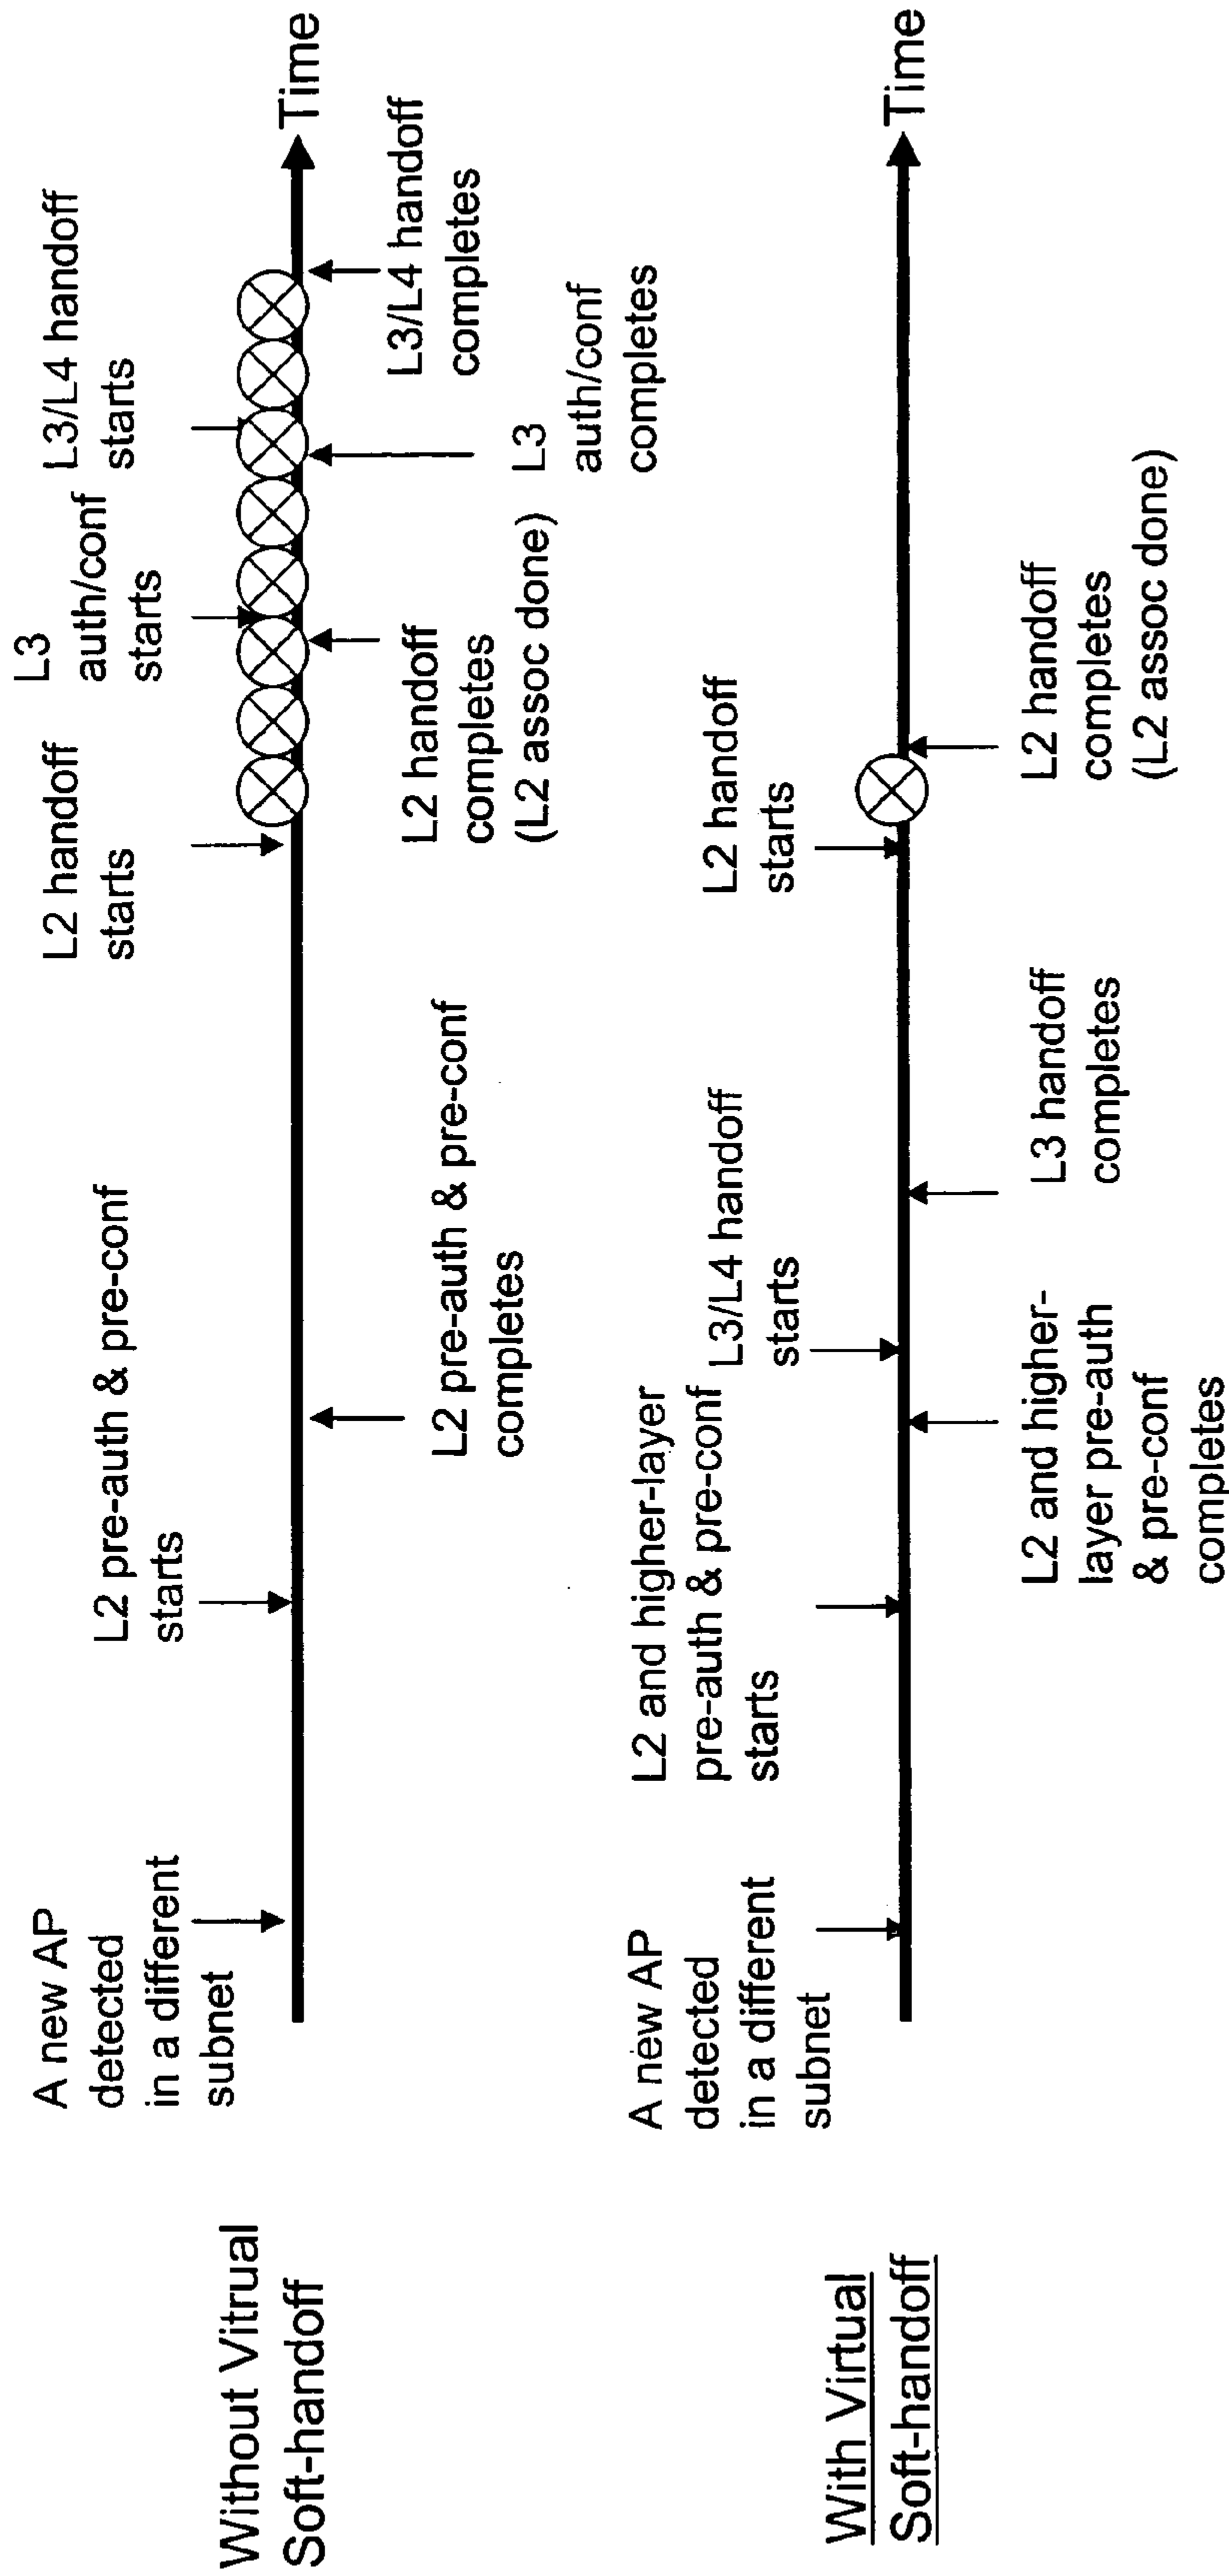 Without Vitrual
Soft-handoff
A new AP
detected
in a different
subnet
L2 pre-auth & pre-conf
starts
L2 pre-auth & pre-conf
completes
L2 handoff
starts
L2 handoff
completes
(L2 assoc done)
L3
auth/conf
starts
L3
auth/conf
completes
L3/L4 handoff
starts
L3/L4 handoff
completes
Time
With Virtual
Soft-handoff
A new AP
detected
in a different
subnet
L2 and higher-layer
pre-auth & pre-conf
starts
L2 and higher-
layer pre-auth
& pre-conf
completes
L3/L4 handoff
starts
L3 handoff
completes
L2 handoff
starts
L2 handoff
completes
(L2 assoc done)
Time